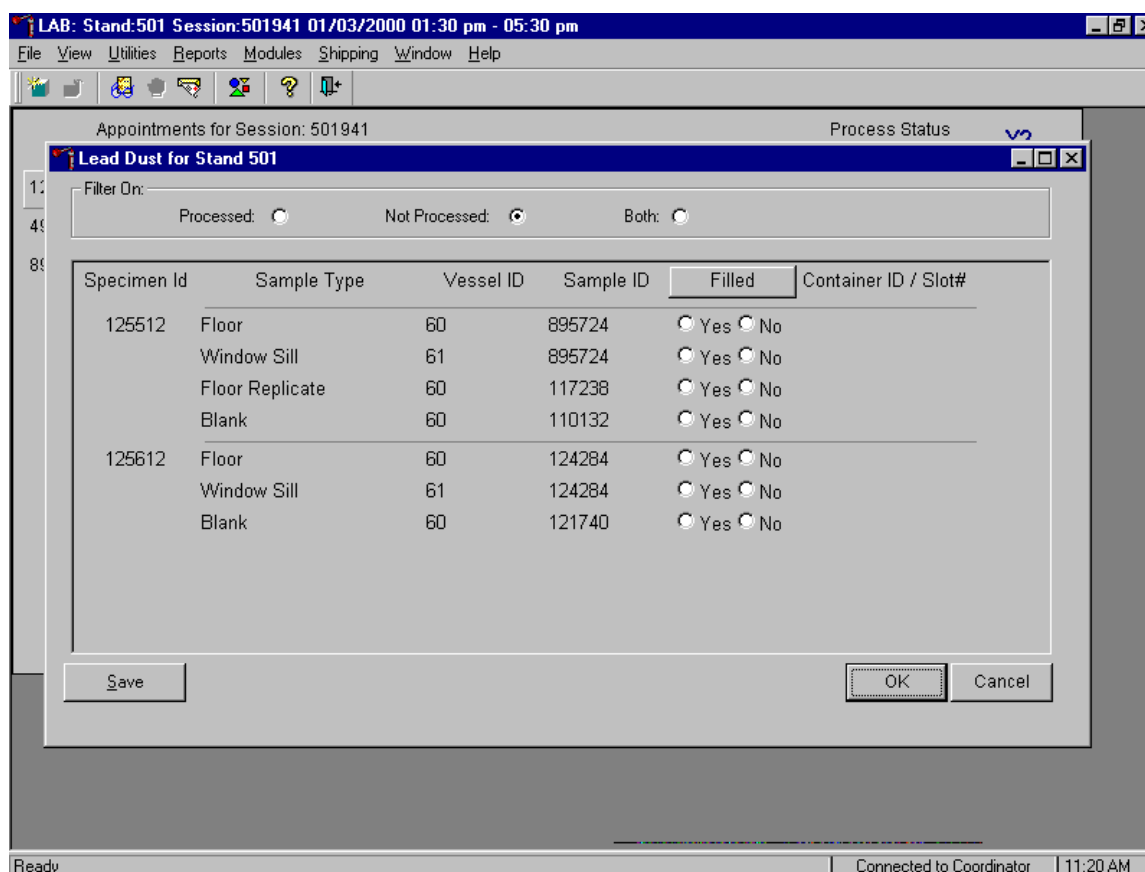 LAB: Stand:501 Session:501941 01/03/2000 01:30 pm - 05:30 pm
File View Utilities Reports Modules Shipping Window Help
Appointments for Session: 501941 Process Status
Lead Dust for Stand 501
Filter On:
Processed: Not Processed: Both:
49
89
Specimen Id Sample Type Vessel ID Sample ID Filled Container ID / Slot#
125512 Floor 60 895724 Yes No
Window Sill 61 895724 Yes No
Floor Replicate 60 117238 Yes No
Blank 60 110132 Yes No
125612 Floor 60 124284 Yes No
Window Sill 61 124284 Yes No
Blank 60 121740 Yes No
Save OK Cancel
Ready Connected to Coordinator 11:20 AM